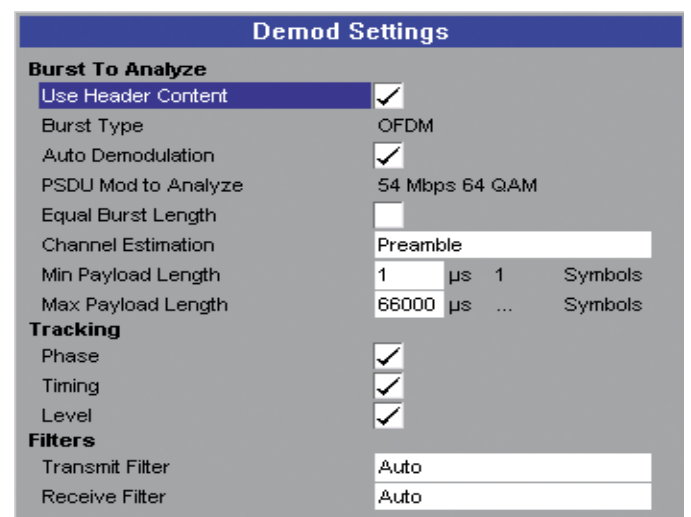 Demod Settings
Burst To Analyze
Use Header Content
Burst Type OFDM
Auto Demodulation
PSDU Mod to Analyze 54 Mbps 64 QAM
Equal Burst Length
Channel Estimation Preamble
Min Payload Length 1 µs 1 Symbols
Max Payload Length 66000 µs ... Symbols
Tracking
Phase
Timing
Level
Filters
Transmit Filter Auto
Receive Filter Auto